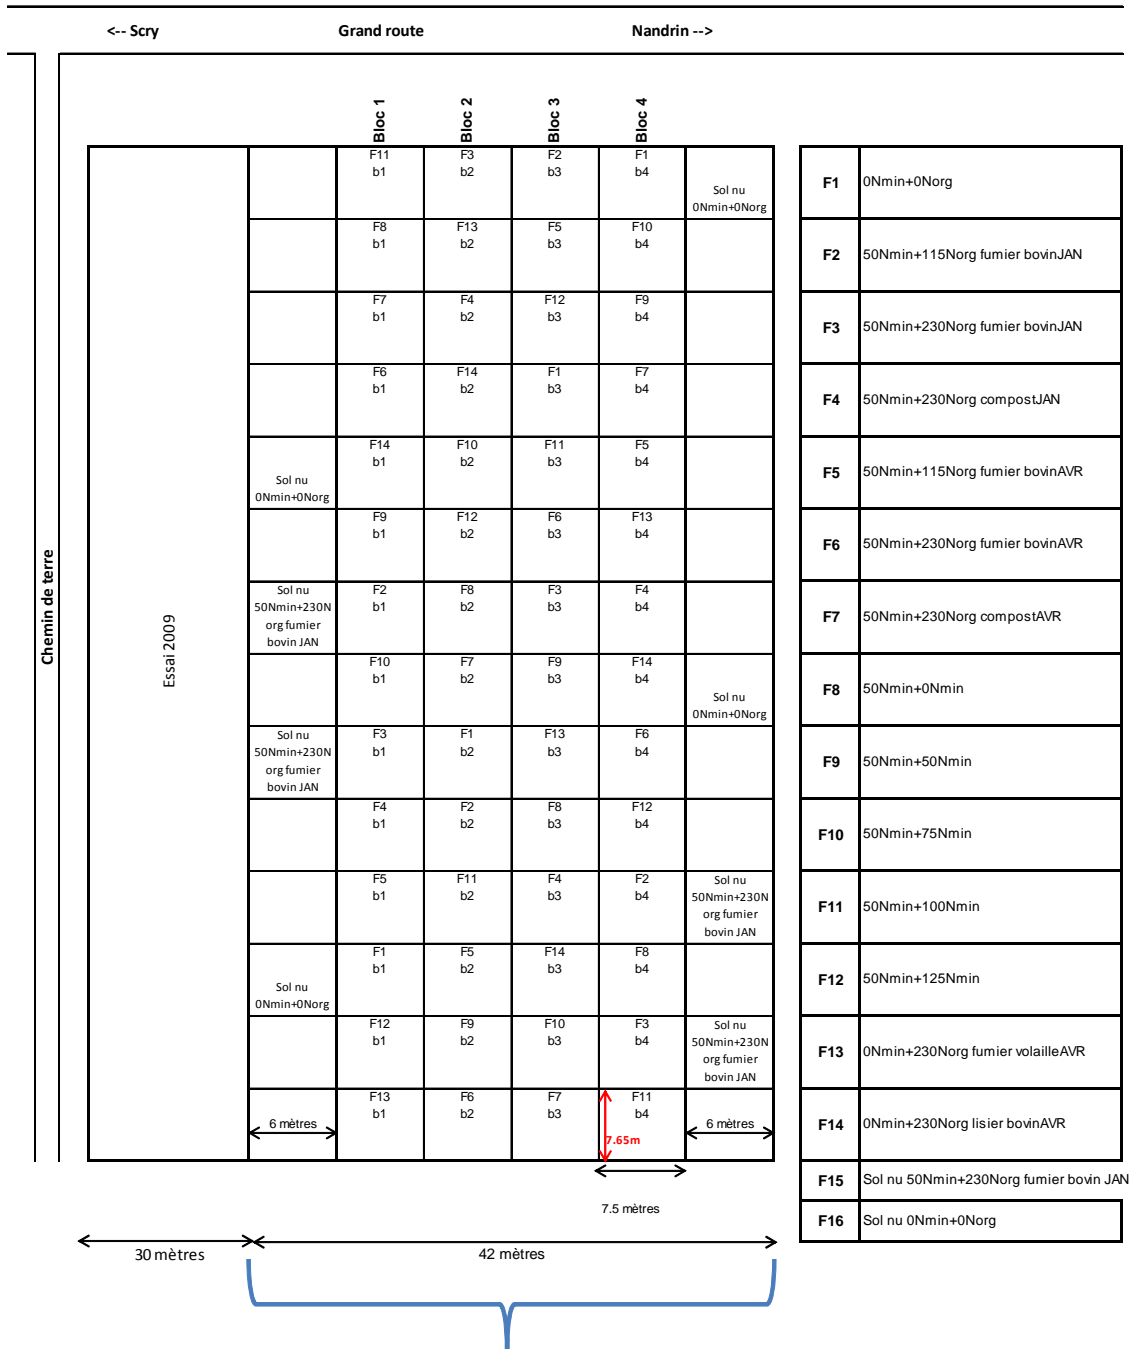 <-- Scry Grand route Nandrin -->
Bloc 1 Bloc 2 Bloc 3 Bloc 4
F11 F3 F2 F1
b1 b2 b3 b4
Sol nu
0Nmin+0Norg
F8 F13 F5 F10
b1 b2 b3 b4
F7 F4 F12 F9
b1 b2 b3 b4
F6 F14 F1 F7
b1 b2 b3 b4
F14 F10 F11 F5
b1 b2 b3 b4
Sol nu
0Nmin+0Norg
F9 F12 F6 F13
b1 b2 b3 b4
Sol nu
50Nmin+230N
org fumier
bovin JAN
F2 F8 F3 F4
b1 b2 b3 b4
F10 F7 F9 F14
b1 b2 b3 b4
Sol nu
0Nmin+0Norg
Sol nu
50Nmin+230N
org fumier
bovin JAN
F3 F1 F13 F6
b1 b2 b3 b4
F4 F2 F8 F12
b1 b2 b3 b4
F5 F11 F4 F2
b1 b2 b3 b4
Sol nu
50Nmin+230N
org fumier
bovin JAN
F1 F5 F14 F8
b1 b2 b3 b4
Sol nu
0Nmin+0Norg
F12 F9 F10 F3
b1 b2 b3 b4
Sol nu
50Nmin+230N
org fumier
bovin JAN
F13 F6 F7 F11
b1 b2 b3 b4
6 mètres
7.65m
6 mètres
7.5 mètres
30 mètres
42 mètres
Chemin de terre
Essai 2009
F1 0Nmin+0Norg
F2 50Nmin+115Norg fumier bovinJAN
F3 50Nmin+230Norg fumier bovinJAN
F4 50Nmin+230Norg compostJAN
F5 50Nmin+115Norg fumier bovinAVR
F6 50Nmin+230Norg fumier bovinAVR
F7 50Nmin+230Norg compostAVR
F8 50Nmin+0Nmin
F9 50Nmin+50Nmin
F10 50Nmin+75Nmin
F11 50Nmin+100Nmin
F12 50Nmin+125Nmin
F13 0Nmin+230Norg fumier volailleAVR
F14 0Nmin+230Norg lisier bovinAVR
F15 Sol nu 50Nmin+230Norg fumier bovin JAN
F16 Sol nu 0Nmin+0Norg